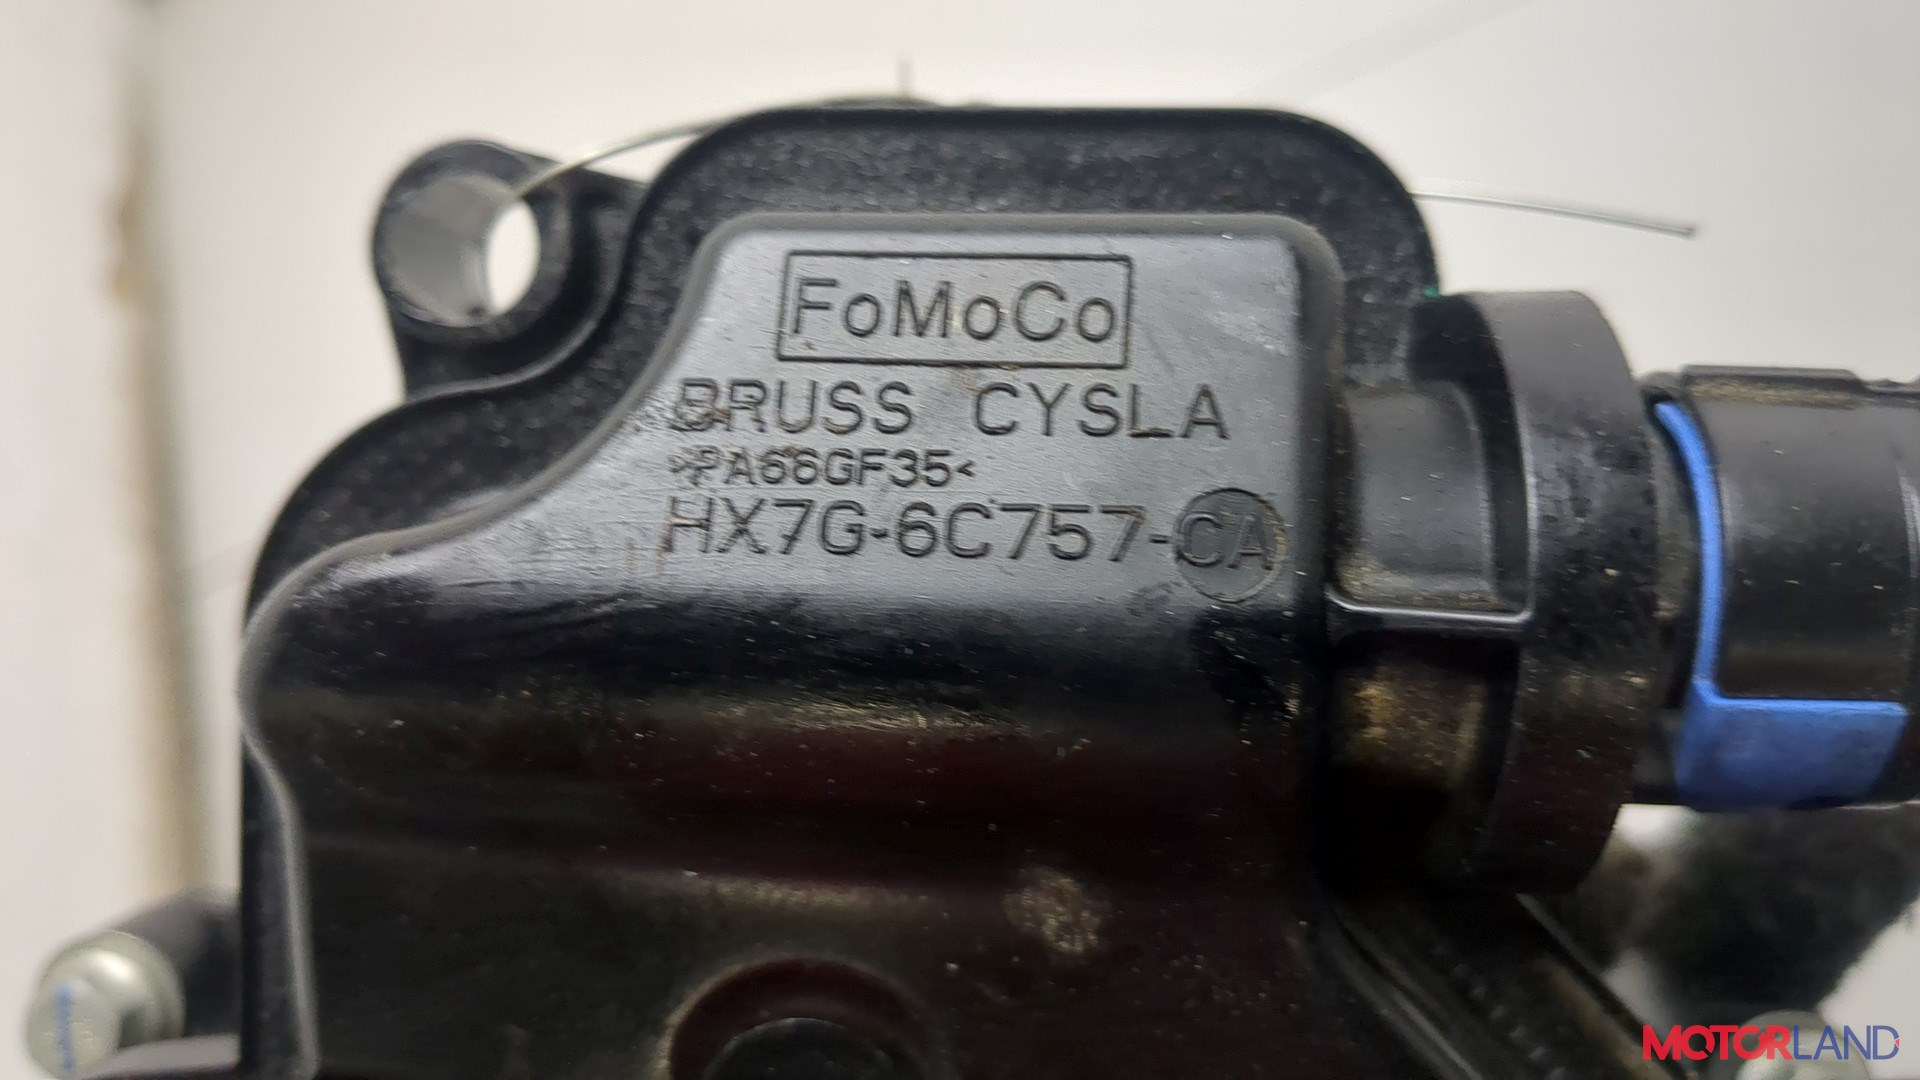 FoMoCo
BRUSS CYSLA
>PA66GF35<
HX7G-6C757-CA
MOTORLAND